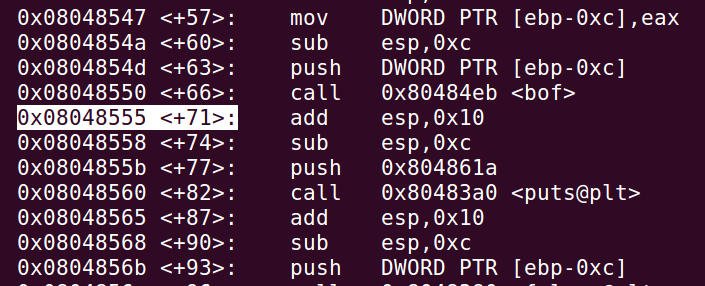 0x08048547 <+57>: mov DWORD PTR [ebp-0xc],eax
0x0804854a <+60>: sub esp,0xc
0x0804854d <+63>: push DWORD PTR [ebp-0xc]
0x08048550 <+66>: call 0x80484eb <bof>
0x08048555 <+71>: add esp,0x10
0x08048558 <+74>: sub esp,0xc
0x0804855b <+77>: push 0x804861a
0x08048560 <+82>: call 0x80483a0 <puts@plt>
0x08048565 <+87>: add esp,0x10
0x08048568 <+90>: sub esp,0xc
0x0804856b <+93>: push DWORD PTR [ebp-0xc]